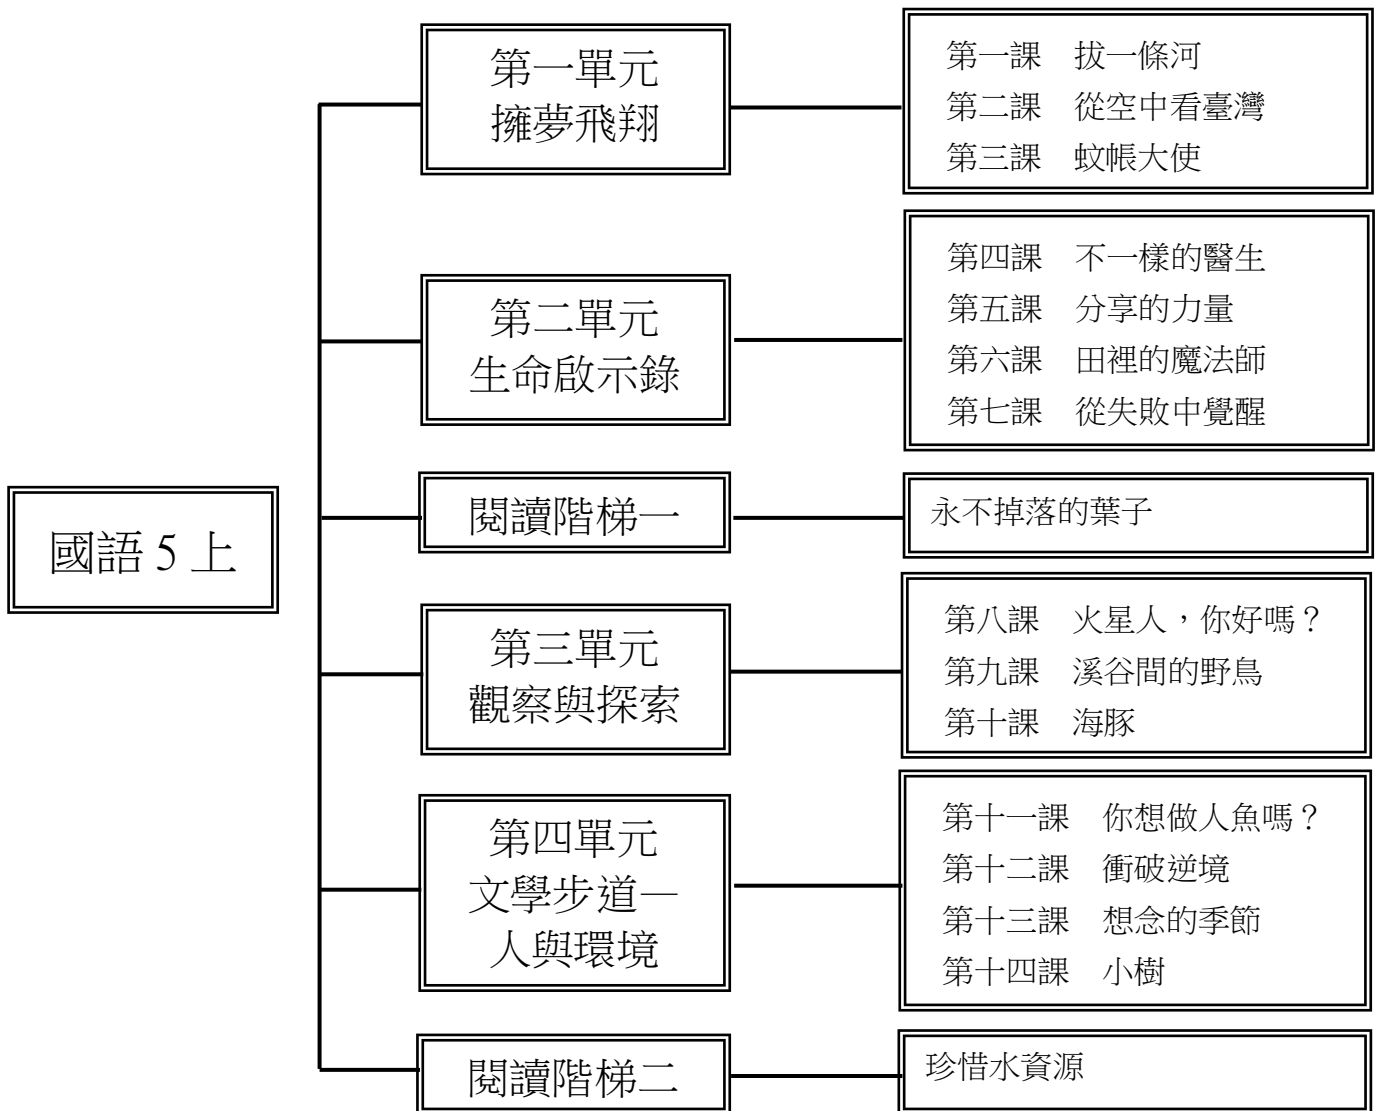 國語 5 上
第一單元
擁夢飛翔
第一課 拔一條河
第二課 從空中看臺灣
第三課 蚊帳大使
第二單元
生命啟示錄
第四課 不一樣的醫生
第五課 分享的力量
第六課 田裡的魔法師
第七課 從失敗中覺醒
閱讀階梯一
永不掉落的葉子
第三單元
觀察與探索
第八課 火星人，你好嗎？
第九課 溪谷間的野鳥
第十課 海豚
第四單元
文學步道—
人與環境
第十一課 你想做人魚嗎？
第十二課 衝破逆境
第十三課 想念的季節
第十四課 小樹
閱讀階梯二
珍惜水資源